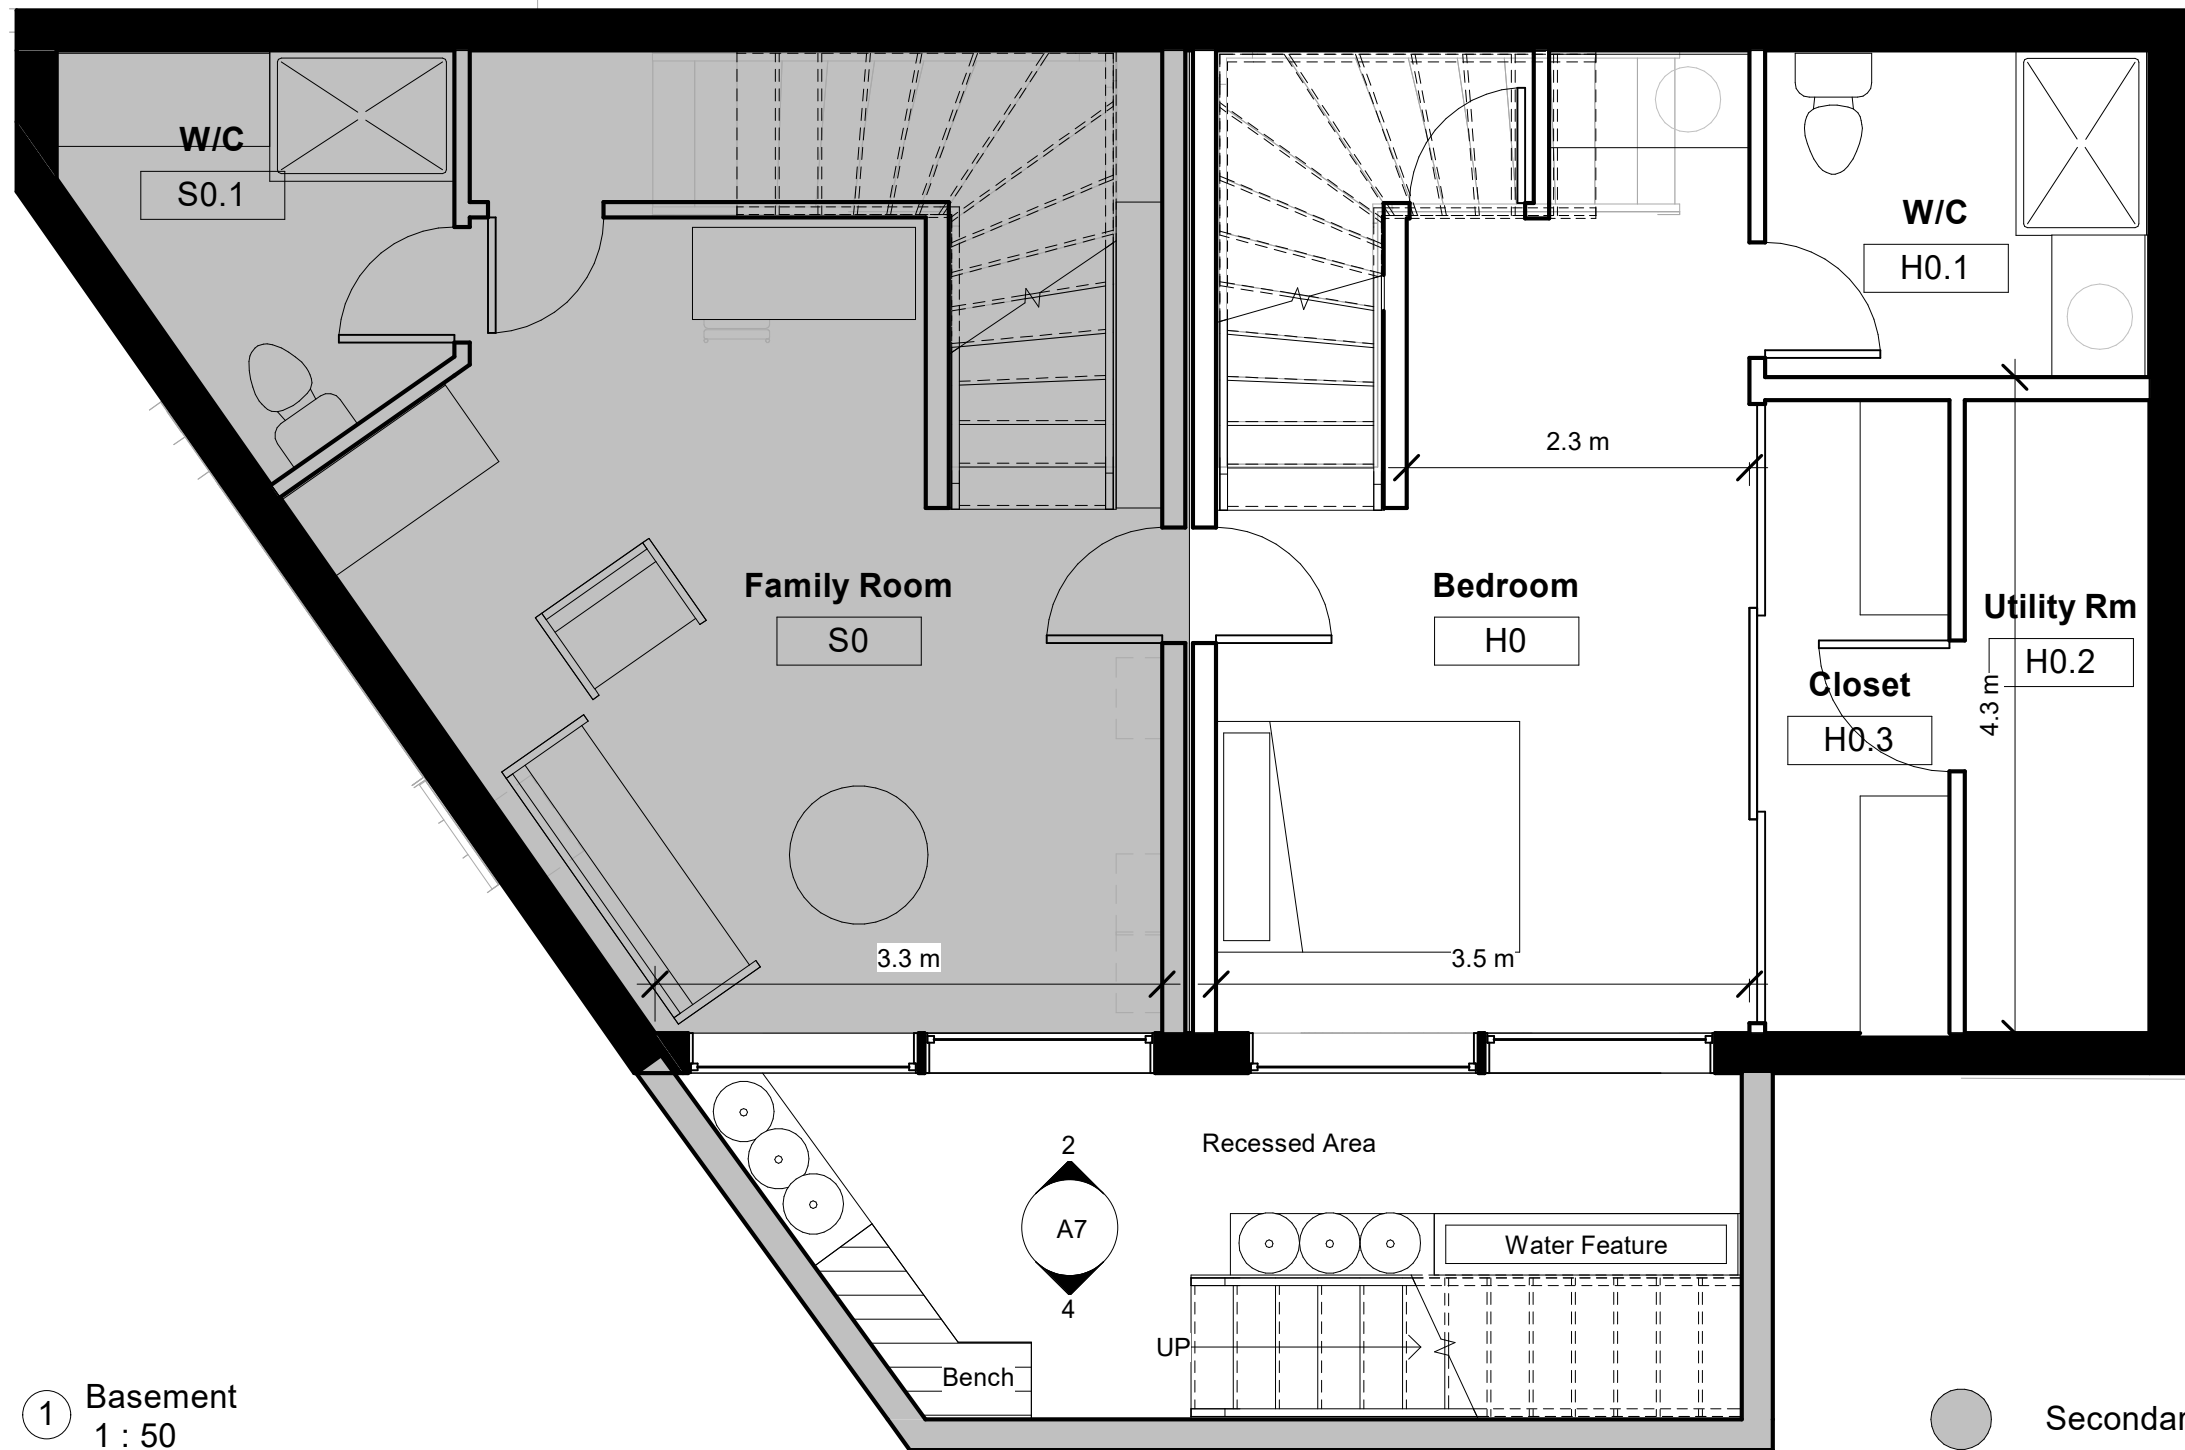 W/C
S0.1
W/C
H0.1
2.3 m
Family Room
S0
Bedroom
H0
Utility Rm
H0.2
Closet
H0.3
4.3 m
3.3 m
3.5 m
2
Recessed Area
A7
4
Water Feature
UP
Bench
1
Basement
1 : 50